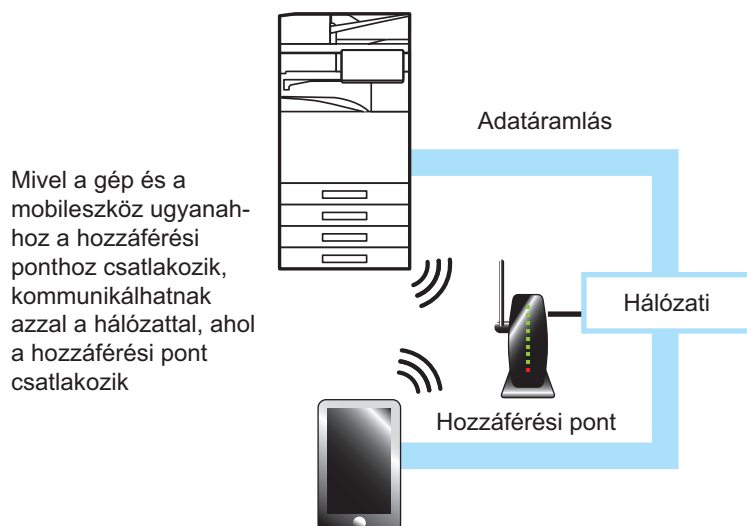 Adatáramlás
Mivel a gép és a
mobileszköz ugyanah-
hoz a hozzáférési
ponthoz csatlakozik,
kommunikálhatnak
azzal a hálózattal, ahol
a hozzáférési pont
csatlakozik
Hálózati
Hozzáférési pont